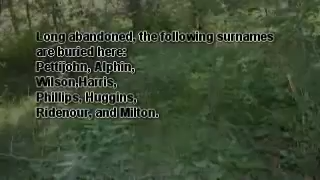 Long abandoned, the following surnames
are buried here:
Pettijohn, Alphin,
Wilson,Harris,
Phillips, Huggins,
Ridenour, and Milton.